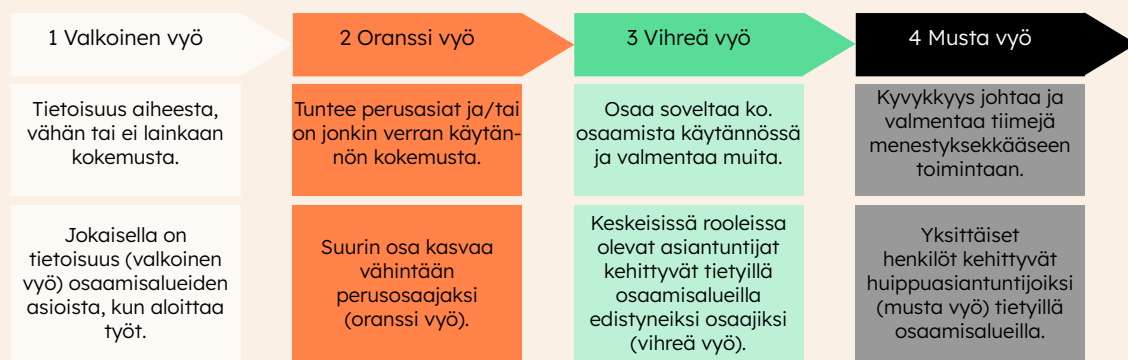 1 Valkoinen vyö
2 Oranssi vyö
3 Vihreä vyö
4 Musta vyö
Tietoisuus aiheesta,
vähän tai ei lainkaan
kokemusta.
Tuntee perusasiat ja/tai
on jonkin verran käytän-
nön kokemusta.
Osaa soveltaa ko.
osaamista käytännössä
ja valmentaa muita.
Kyvykkyys johtaa ja
valmentaa tiimejä
menestyksekkääseen
toimintaan.
Jokaisella on
tietoisuus (valkoinen
vyö) osaamisalueiden
asioista, kun aloittaa
työt.
Suurin osa kasvaa
vähintään
perusosaajaksi
(oranssi vyö).
Keskeisissä rooleissa
olevat asiantuntijat
kehittyvät tietyillä
osaamisalueilla
edistyneiksi osaajiksi
(vihreä vyö).
Yksittäiset
henkilöt kehittyvät
huippuasiantuntijoiksi
(musta vyö) tietyillä
osaamisalueilla.